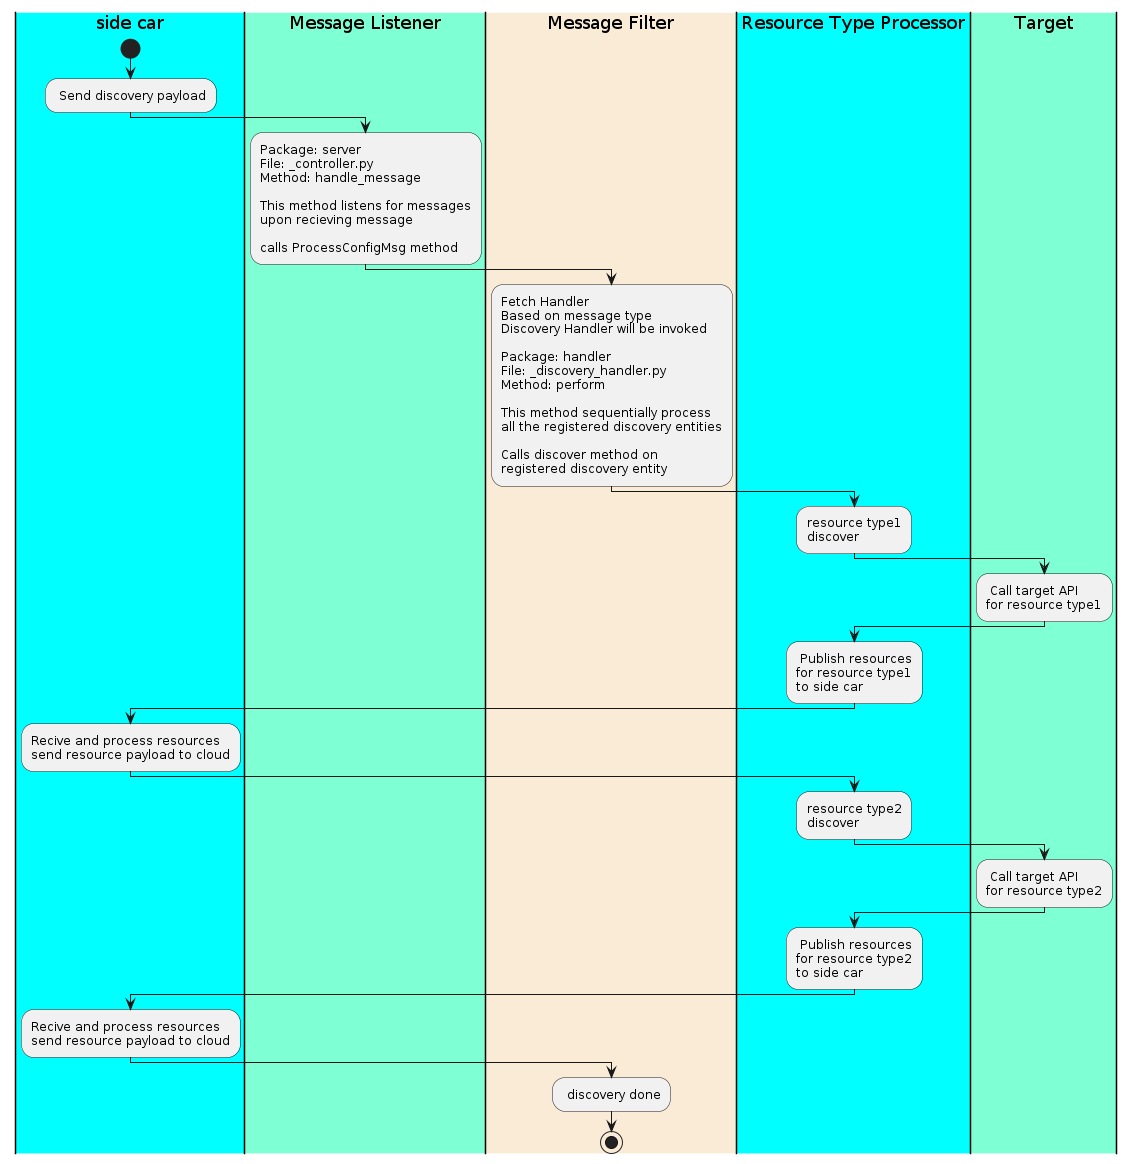 side car
Message Listener
Message Filter
Resource Type Processor
Target
Send discovery payload
Package: server
File: _controller.py
Method: handle_message
This method listens for messages
upon recieving message
calls ProcessConfigMsg method
Fetch Handler
Based on message type
Discovery Handler will be invoked
Package: handler
File: _discovery_handler.py
Method: perform
This method sequentially process
all the registered discovery entities
Calls discover method on
registered discovery entity
resource type1
discover
Call target API
for resource type1
Publish resources
for resource type1
to side car
Recive and process resources
send resource payload to cloud
resource type2
discover
Call target API
for resource type2
Publish resources
for resource type2
to side car
Recive and process resources
send resource payload to cloud
discovery done